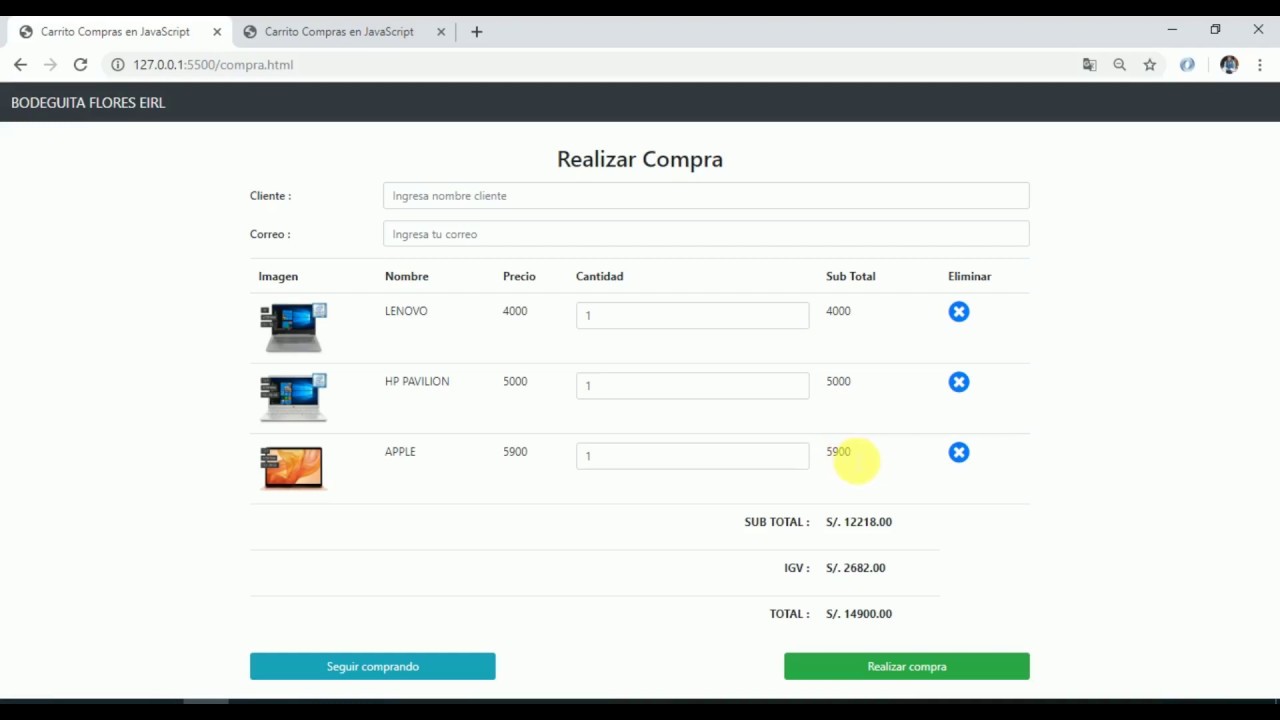 Carrito Compras en JavaScript
Carrito Compras en JavaScript
127.0.0.1:5500/compra.html
BODEGUITA FLORES EIRL
Realizar Compra
Cliente : Ingresa nombre cliente
Correo : Ingresa tu correo
Imagen Nombre Precio Cantidad Sub Total Eliminar
LENOVO 4000 1 4000
HP PAVILION 5000 1 5000
APPLE 5900 1 5900
SUB TOTAL : S/. 12218.00
IGV : S/. 2682.00
TOTAL : S/. 14900.00
Seguir comprando Realizar compra